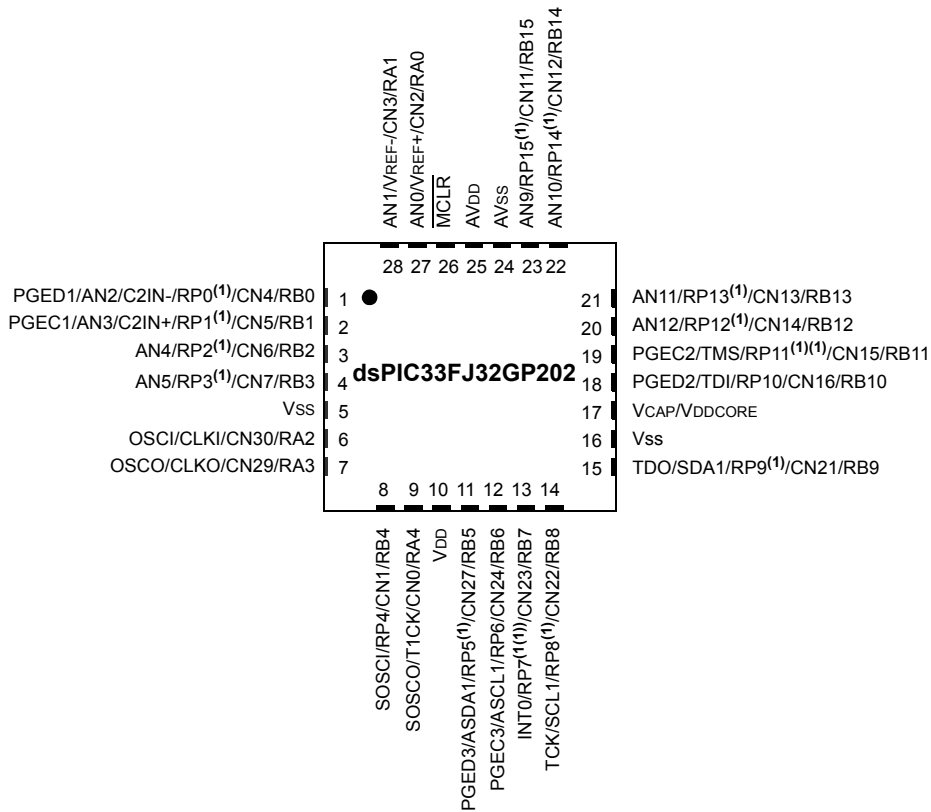 AN1/VREF-/CN3/RA1
AN0/VREF+/CN2/RA0
MCLR
AVDD
AVSS
AN9/RP15(1)/CN11/RB15
AN10/RP14(1)/CN12/RB14
28 27 26 25 24 23 22
PGED1/AN2/C2IN-/RP0(1)/CN4/RB0 1
PGEC1/AN3/C2IN+/RP1(1)/CN5/RB1 2
AN4/RP2(1)/CN6/RB2 3
AN5/RP3(1)/CN7/RB3 4
VSS 5
OSCI/CLKI/CN30/RA2 6
OSCO/CLKO/CN29/RA3 7
dsPIC33FJ32GP202
21 AN11/RP13(1)/CN13/RB13
20 AN12/RP12(1)/CN14/RB12
19 PGEC2/TMS/RP11(1)(1)/CN15/RB11
18 PGED2/TDI/RP10/CN16/RB10
17 VCAP/VDDCORE
16 Vss
15 TDO/SDA1/RP9(1)/CN21/RB9
8 9 10 11 12 13 14
SOSCI/RP4/CN1/RB4
SOSCO/T1CK/CN0/RA4
VDD
PGED3/ASDA1/RP5(1)/CN27/RB5
PGEC3/ASCL1/RP6/CN24/RB6
INT0/RP7(1(1))/CN23/RB7
TCK/SCL1/RP8(1)/CN22/RB8